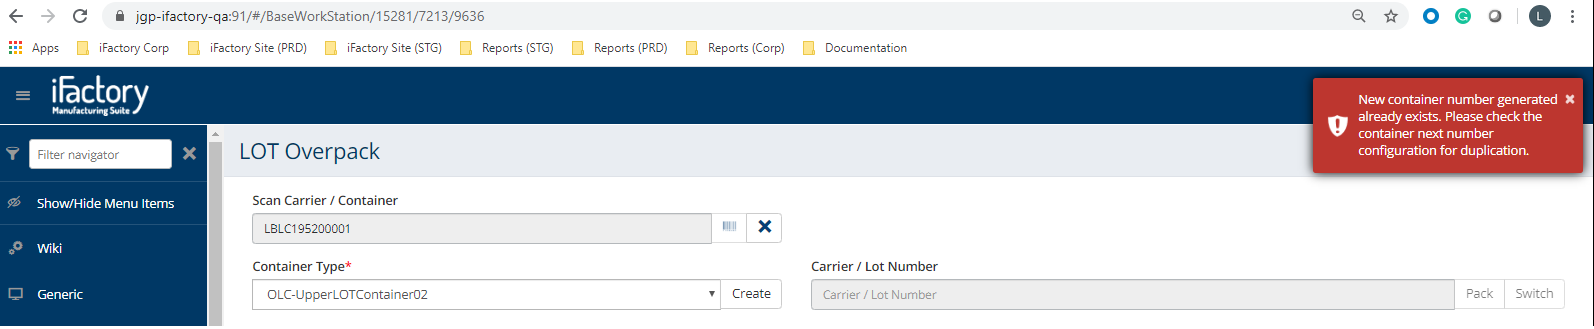 jgp-ifactory-qa:91/#/BaseWorkStation/15281/7213/9636
L
Apps iFactory Corp iFactory Site (PRD) iFactory Site (STG) Reports (STG) Reports (PRD) Reports (Corp) Documentation
iFactory
Manufacturing Suite
New container number generated
already exists. Please check the
container next number
configuration for duplication.
Filter navigator
LOT Overpack
Show/Hide Menu Items
Scan Carrier / Container
LBLC195200001
Wiki
Container Type*
Carrier / Lot Number
Generic
OLC-UpperLOTContainer02
Create
Carrier / Lot Number
Pack
Switch